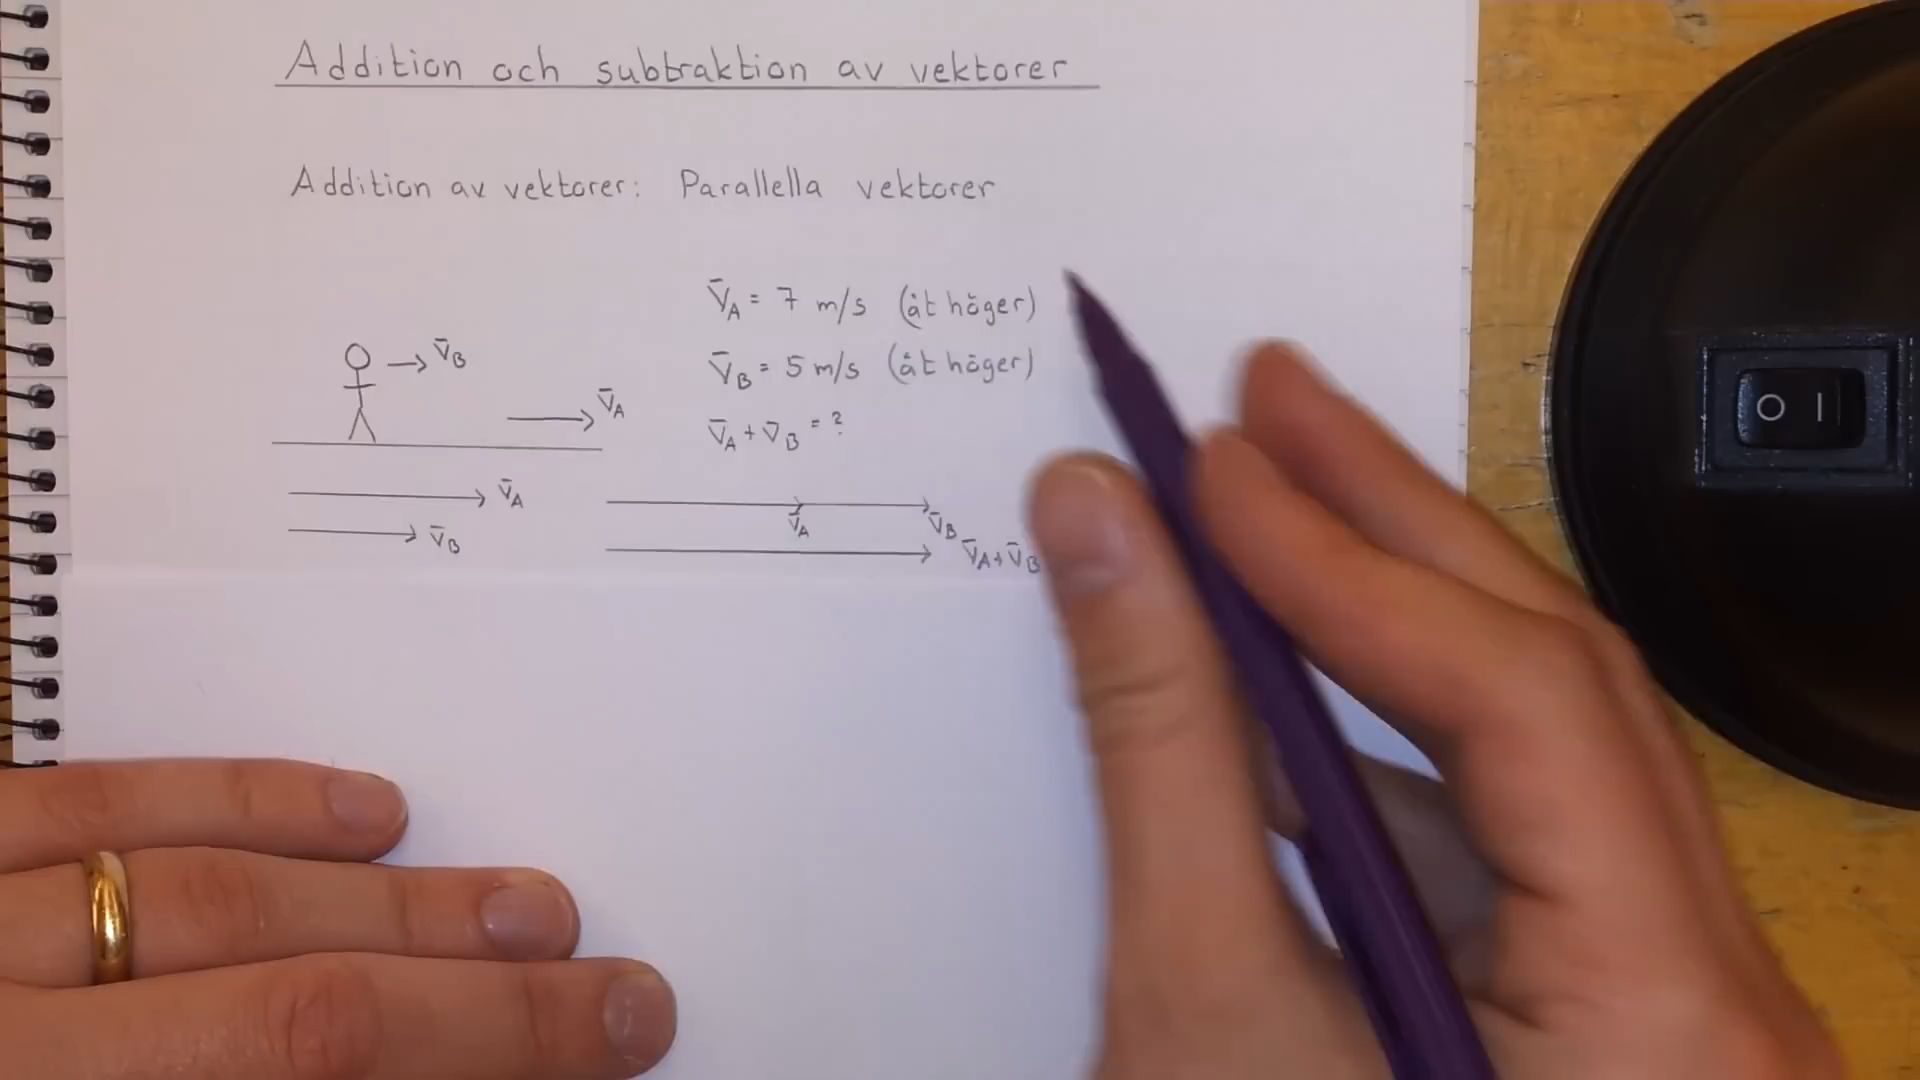 Addition och subtraktion av vektorer
Addition av vektorer: Parallella vektorer
V̄A = 7 m/s (åt höger)
V̄B = 5 m/s (åt höger)
V̄A + V̄B = ?
V̄B
V̄A
V̄A
V̄B
V̄A
V̄B
V̄A+V̄B
O I